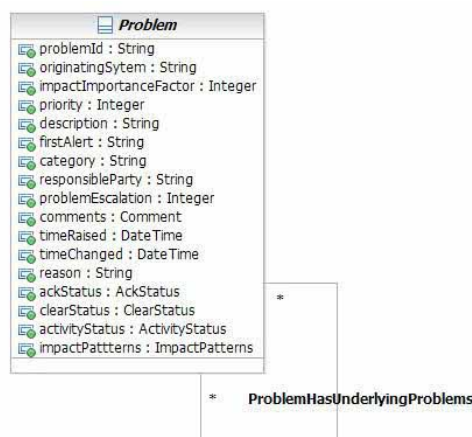 Problem
problemId : String
originatingSytem : String
impactImportanceFactor : Integer
priority : Integer
description : String
firstAlert : String
category : String
responsibleParty : String
problemEscalation : Integer
comments : Comment
timeRaised : DateTime
timeChanged : DateTime
reason : String
ackStatus : AckStatus
clearStatus : ClearStatus
activityStatus : ActivityStatus
impactPattterns : ImpactPatterns
*
* ProblemHasUnderlyingProblems